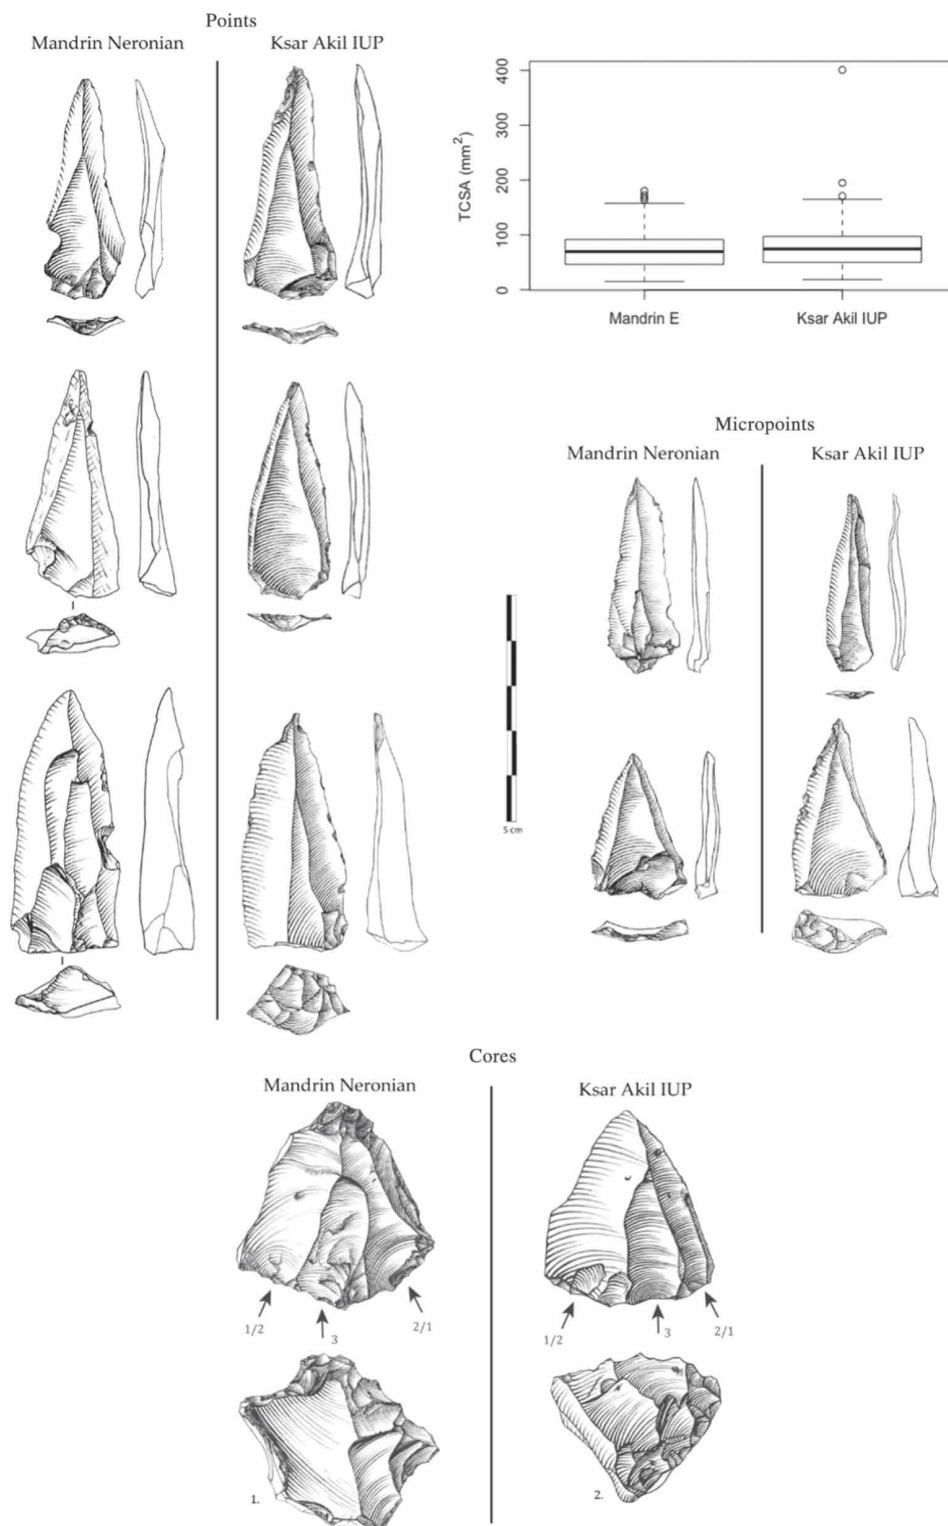 Points
Mandrin Neronian
Ksar Akil IUP
TCSA (mm²)
0
100
200
300
400
Mandrin E
Ksar Akil IUP
Micropoints
Mandrin Neronian
Ksar Akil IUP
5 cm
Cores
Mandrin Neronian
Ksar Akil IUP
1/2
3
2/1
1/2
3
2/1
1.
2.